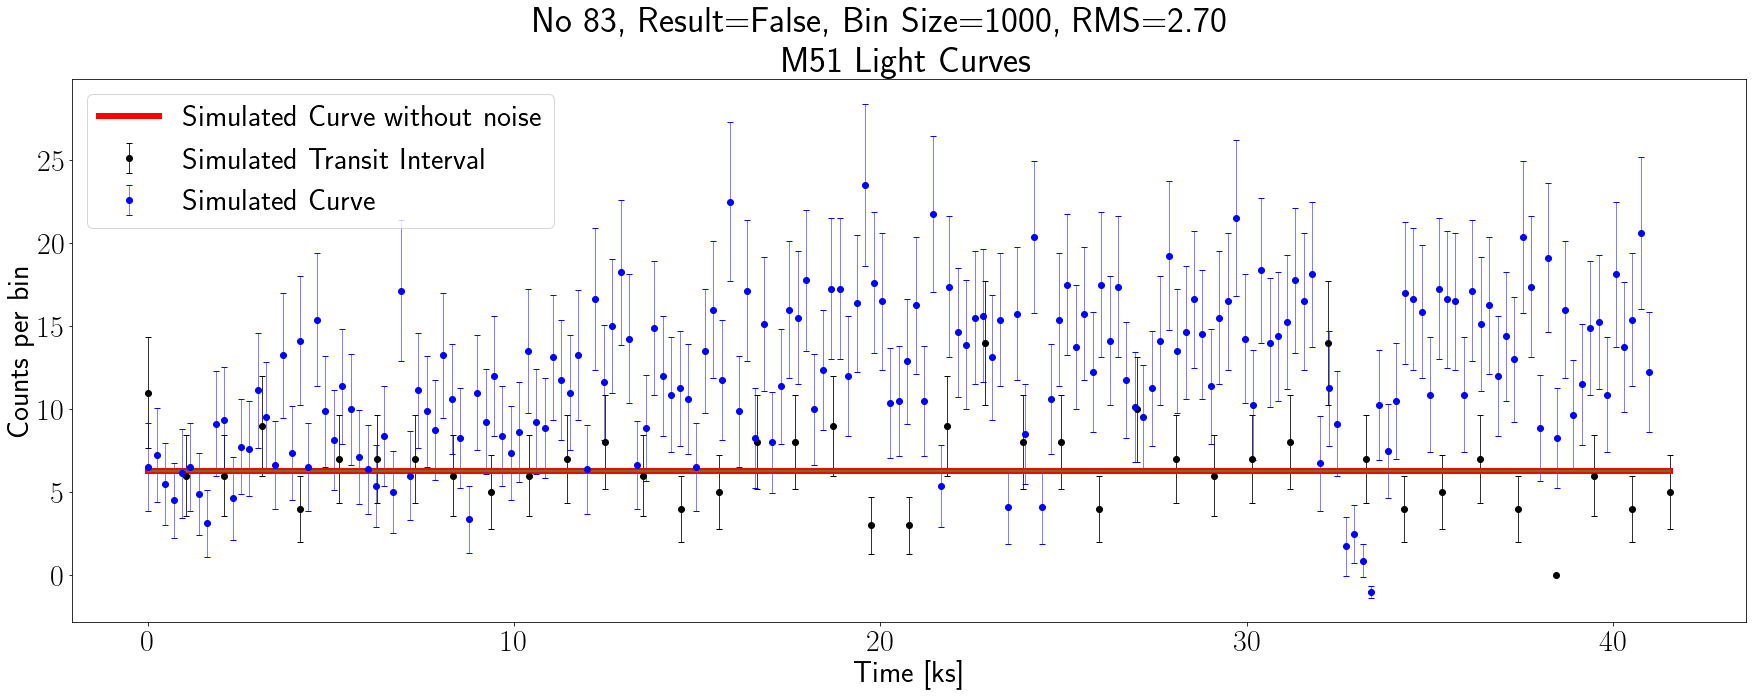 No 83, Result=False, Bin Size=1000, RMS=2.70
M51 Light Curves
Simulated Curve without noise
Simulated Transit Interval
Simulated Curve
Counts per bin
25
20
15
10
5
0
0 10 20 30 40
Time [ks]